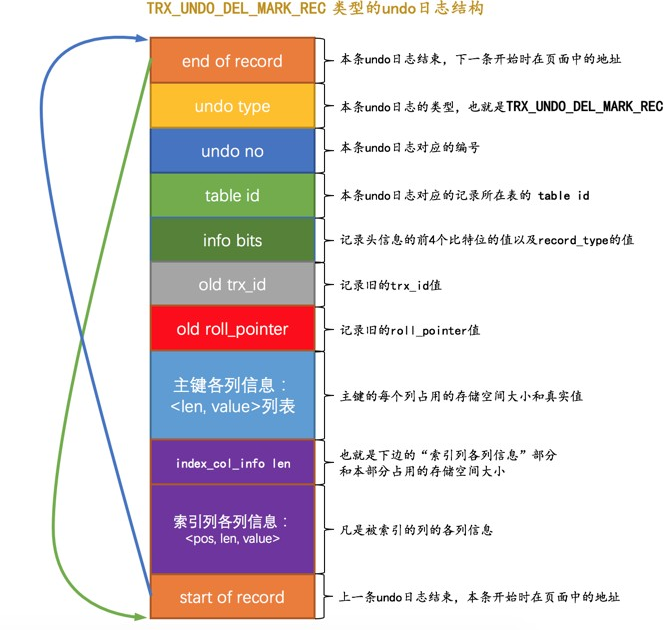 TRX_UNDO_DEL_MARK_REC 类型的undo日志结构
end of record
本条undo日志结束，下一条开始时在页面中的地址
undo type
本条undo日志的类型，也就是TRX_UNDO_DEL_MARK_REC
undo no
本条undo日志对应的编号
table id
本条undo日志对应的记录所在表的 table id
info bits
记录头信息的前4个比特位的值以及record_type的值
old trx_id
记录旧的trx_id值
old roll_pointer
记录旧的roll_pointer值
主键各列信息：
<len, value>列表
主键的每个列占用的存储空间大小和真实值
index_col_info len
也就是下边的“索引列各列信息”部分
和本部分占用的存储空间大小
索引列各列信息：
<pos, len, value>
凡是被索引的列的各列信息
start of record
上一条undo日志结束，本条开始时在页面中的地址